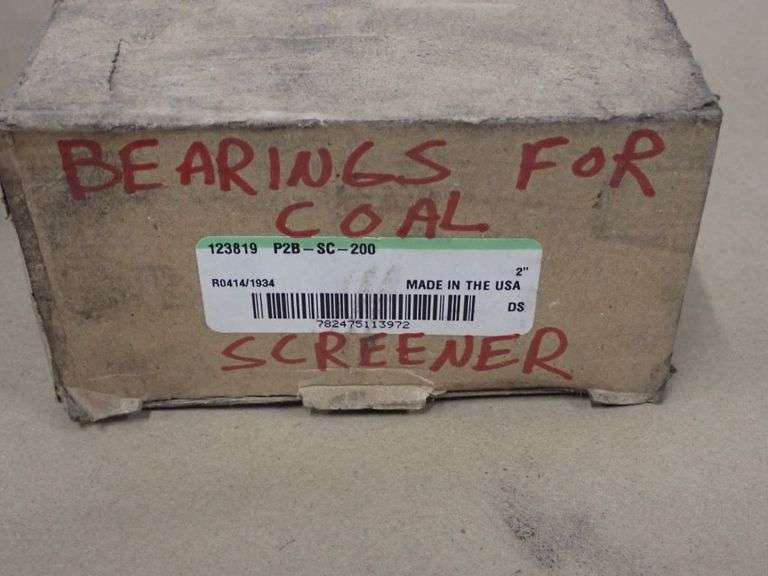 BEARINGS FOR
COAL
123819 P2B-SC-200
2"
R0414/1934 MADE IN THE USA
DS
782475113972
SCREENER